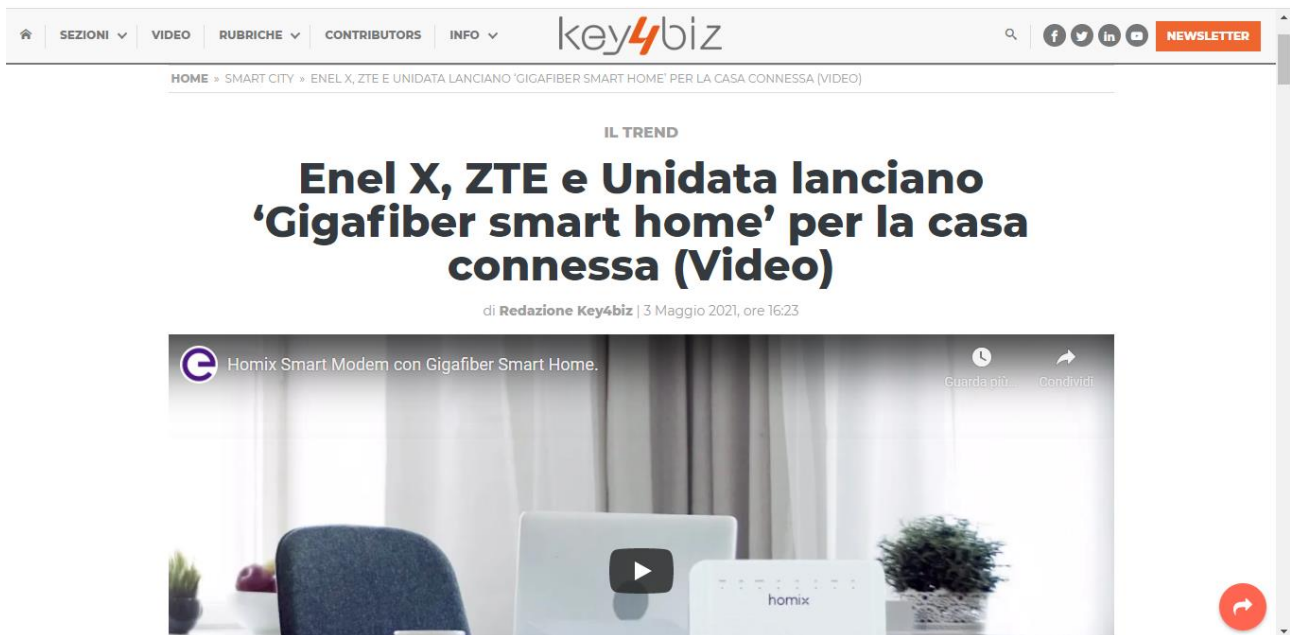 SEZIONI VIDEO RUBRICHE CONTRIBUTORS INFO key4biz NEWSLETTER
HOME » SMART CITY » ENEL X, ZTE E UNIDATA LANCIANO ‘GIGAFIBER SMART HOME’ PER LA CASA CONNESSA (VIDEO)
IL TREND
Enel X, ZTE e Unidata lanciano
‘Gigafiber smart home’ per la casa
connessa (Video)
di Redazione Key4biz | 3 Maggio 2021, ore 16:23
e Homix Smart Modem con Gigafiber Smart Home.
Guarda più... Condividi
homix